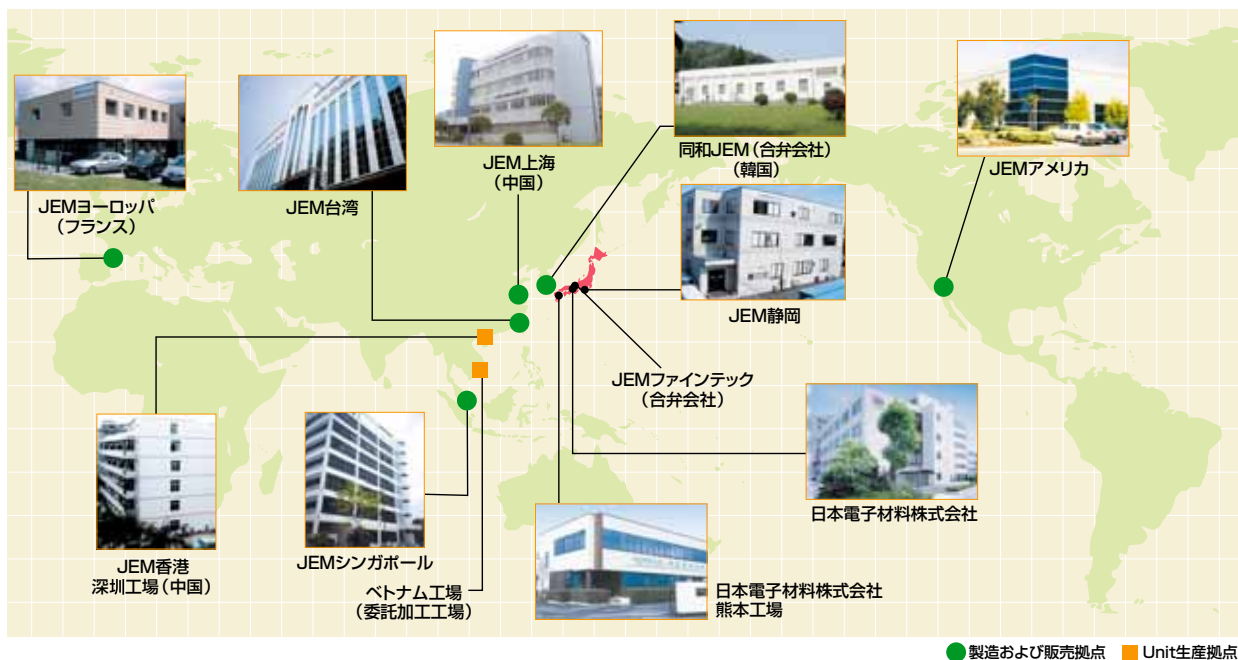 JEMヨーロッパ
(フランス)
JEM台湾
JEM上海
(中国)
同和JEM(合弁会社)
(韓国)
JEMアメリカ
JEM静岡
JEMファインテック
(合弁会社)
日本電子材料株式会社
JEM香港
深圳工場(中国)
JEMシンガポール
ベトナム工場
(委託加工工場)
日本電子材料株式会社
熊本工場
製造および販売拠点
Unit生産拠点